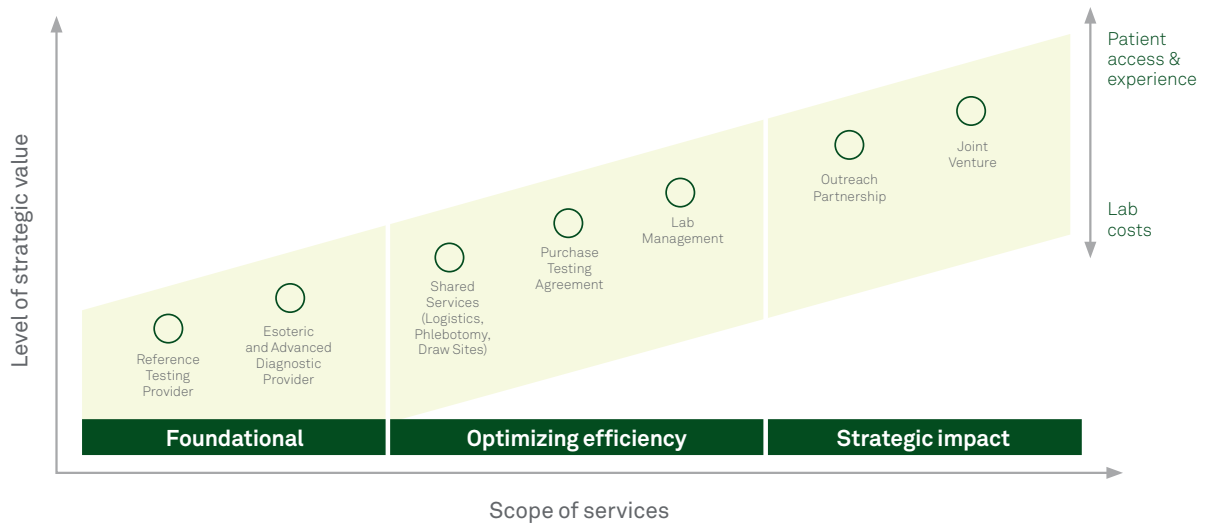 Level of strategic value
Patient
access &
experience
Lab
costs
Reference
Testing
Provider
Esoteric
and Advanced
Diagnostic
Provider
Shared
Services
(Logistics,
Phlebotomy,
Draw Sites)
Purchase
Testing
Agreement
Lab
Management
Outreach
Partnership
Joint
Venture
Foundational
Optimizing efficiency
Strategic impact
Scope of services